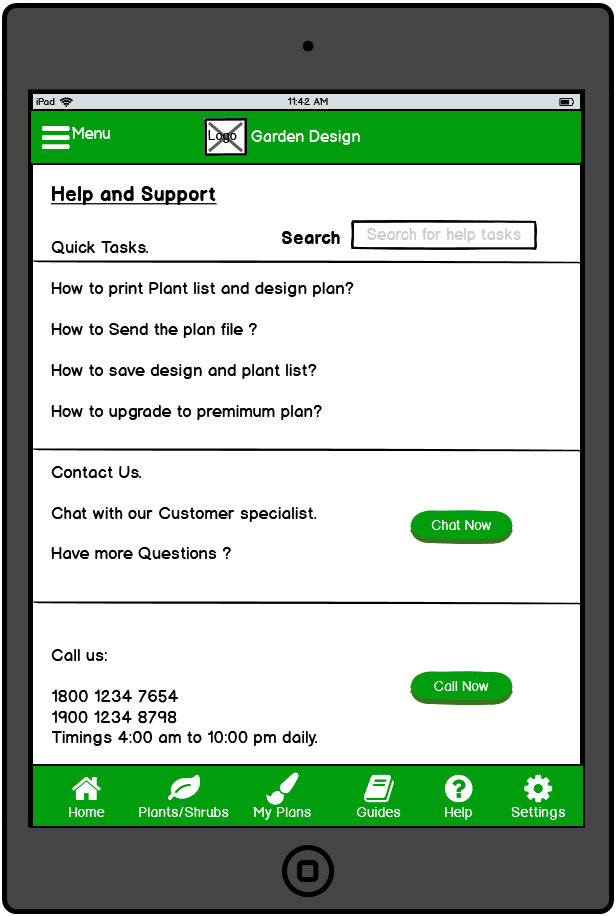 iPad
11:42 AM
Menu
Logo
Garden Design
Help and Support
Search
Search for help tasks
Quick Tasks.
How to print Plant list and design plan?
How to Send the plan file ?
How to save design and plant list?
How to upgrade to premimum plan?
Contact Us.
Chat with our Customer specialist.
Chat Now
Have more Questions ?
Call us:
Call Now
1800 1234 7654
1900 1234 8798
Timings 4:00 am to 10:00 pm daily.
Home
Plants/Shrubs
My Plans
Guides
Help
Settings